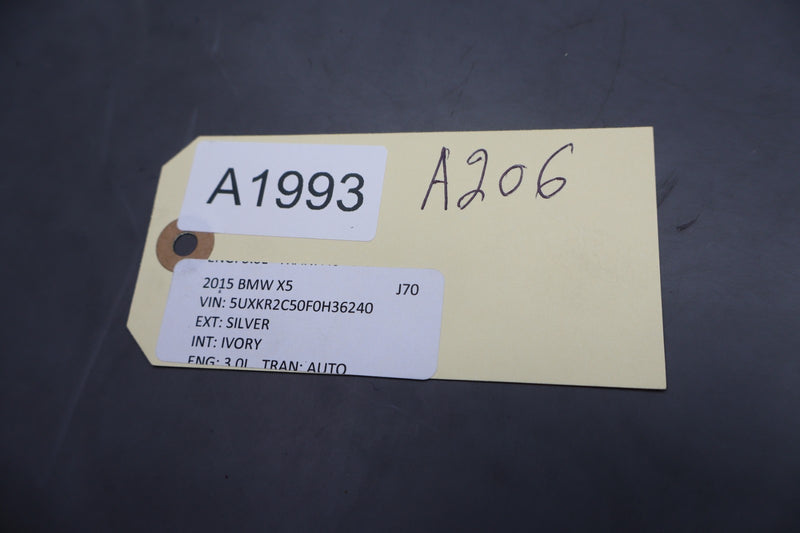 A1993
A206
2015 BMW X5 J70
VIN: 5UXKR2C50F0H36240
EXT: SILVER
INT: IVORY
ENG: 3.0L TRAN: AUTO